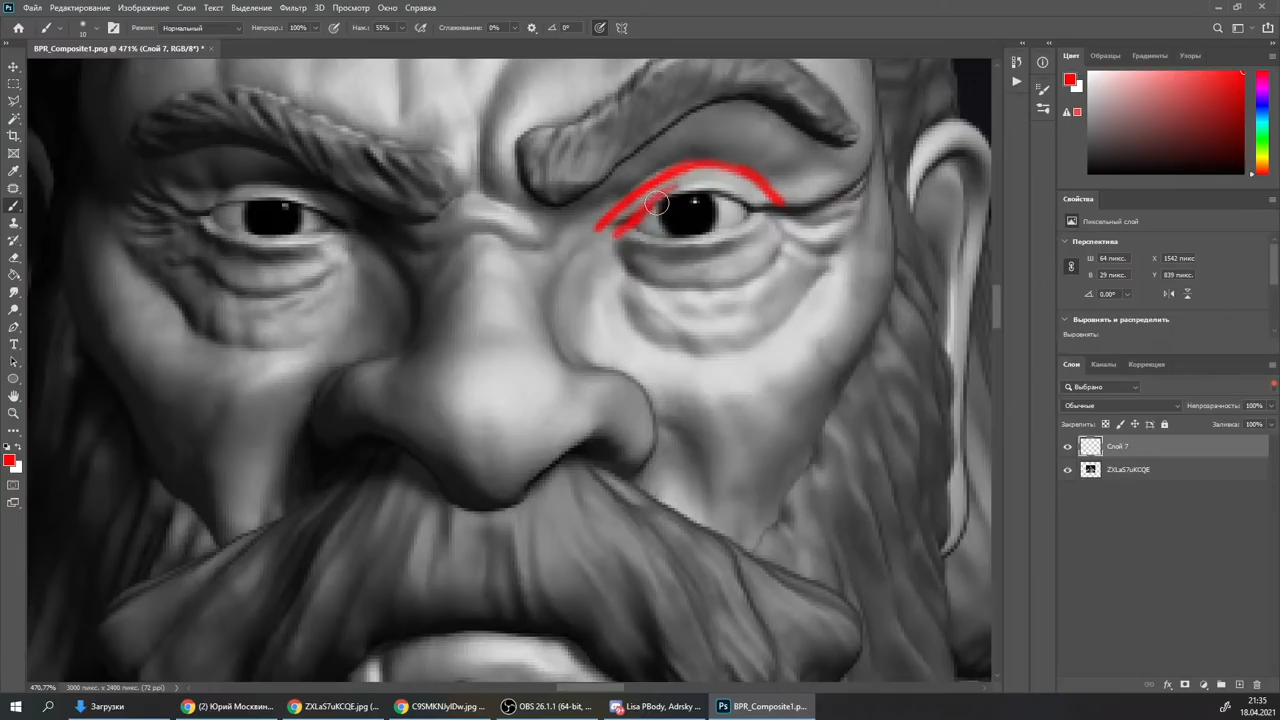 Файл Редактирование Изображение Слои Текст Выделение Фильтр 3D Просмотр Окно Справка
10 Режим: Нормальный Непрозр.: 100% Наж.: 55% Сглаживание: 0% 0°
BPR_Composite1.png @ 471% (Слой 7, RGB/8*) *
Цвет Образцы Градиенты Узоры
Свойства
Пиксельный слой
Перспектива
Ш 64 пикс. X 1542 пикс
В 29 пикс. Y 839 пикс.
0,00°
Выровнять и распределить
Выровнять:
Слои Каналы Коррекция
Выбрано
Обычные Непрозрачность: 100%
Закрепить: Заливка: 100%
Слой 7
ZXLaS7uKCQE
470,77% 3000 пикс. x 2400 пикс. (72 ppi)
Загрузки (2) Юрий Москвин... ZXLaS7uKCQE.jpg (... C9SMKNJyIDw.jpg ... OBS 26.1.1 (64-bit, ... Lisa PBody, Adrsky ... BPR_Composite1.p...
21:35
18.04.2021